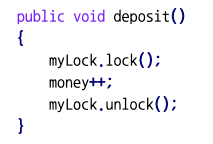 public void deposit()
{
    myLock.lock();
    money++;
    myLock.unlock();
}